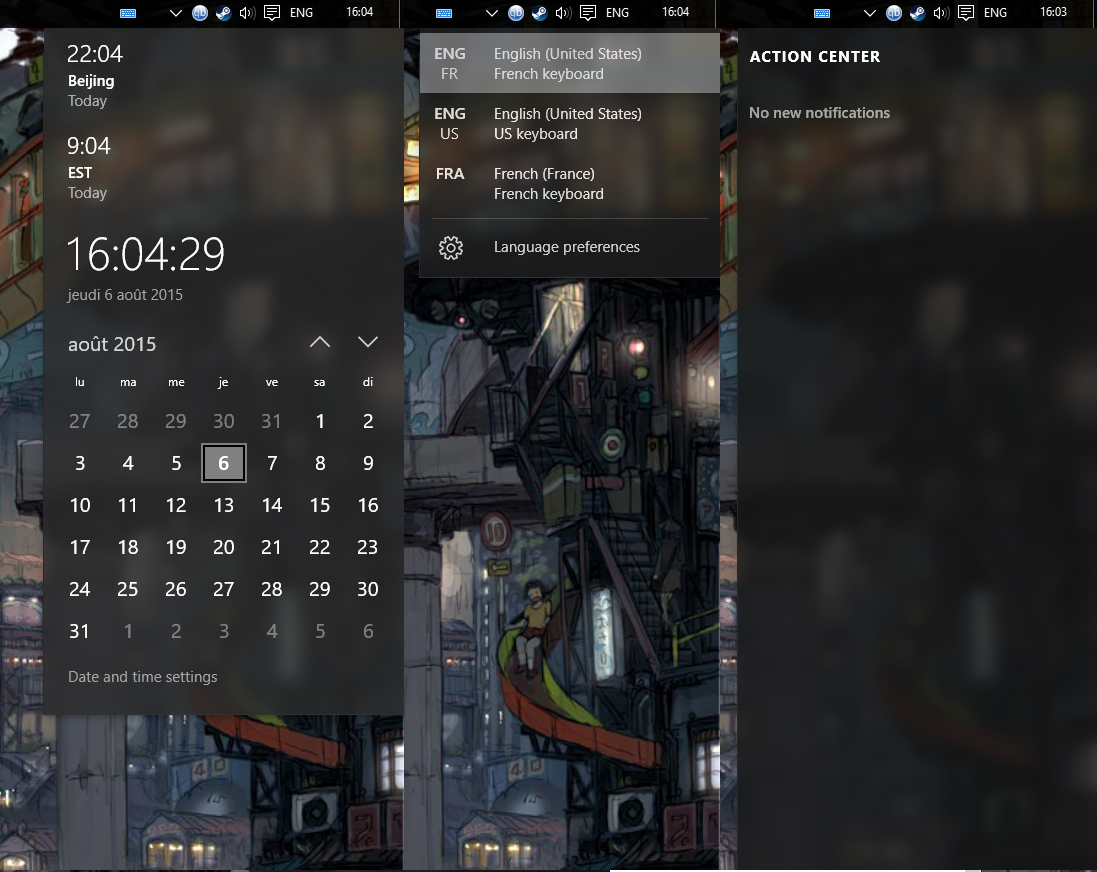 ENG
16:04
22:04
Beijing
Today
9:04
EST
Today
16:04:29
jeudi 6 août 2015
août 2015
lu ma me je ve sa di
27 28 29 30 31 1 2
3 4 5 6 7 8 9
10 11 12 13 14 15 16
17 18 19 20 21 22 23
24 25 26 27 28 29 30
31 1 2 3 4 5 6
Date and time settings
qb
ENG
16:04
ENG English (United States)
FR French keyboard
ENG English (United States)
US US keyboard
FRA French (France)
French keyboard
Language preferences
10
ENG
16:03
ACTION CENTER
No new notifications